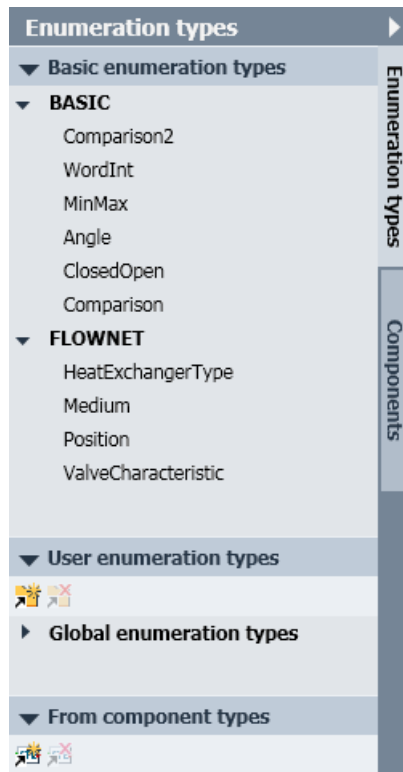 Enumeration types
Basic enumeration types
BASIC
Comparison2
WordInt
MinMax
Angle
ClosedOpen
Comparison
FLOWNET
HeatExchangerType
Medium
Position
ValveCharacteristic
User enumeration types
Global enumeration types
From component types
Enumeration types
Components